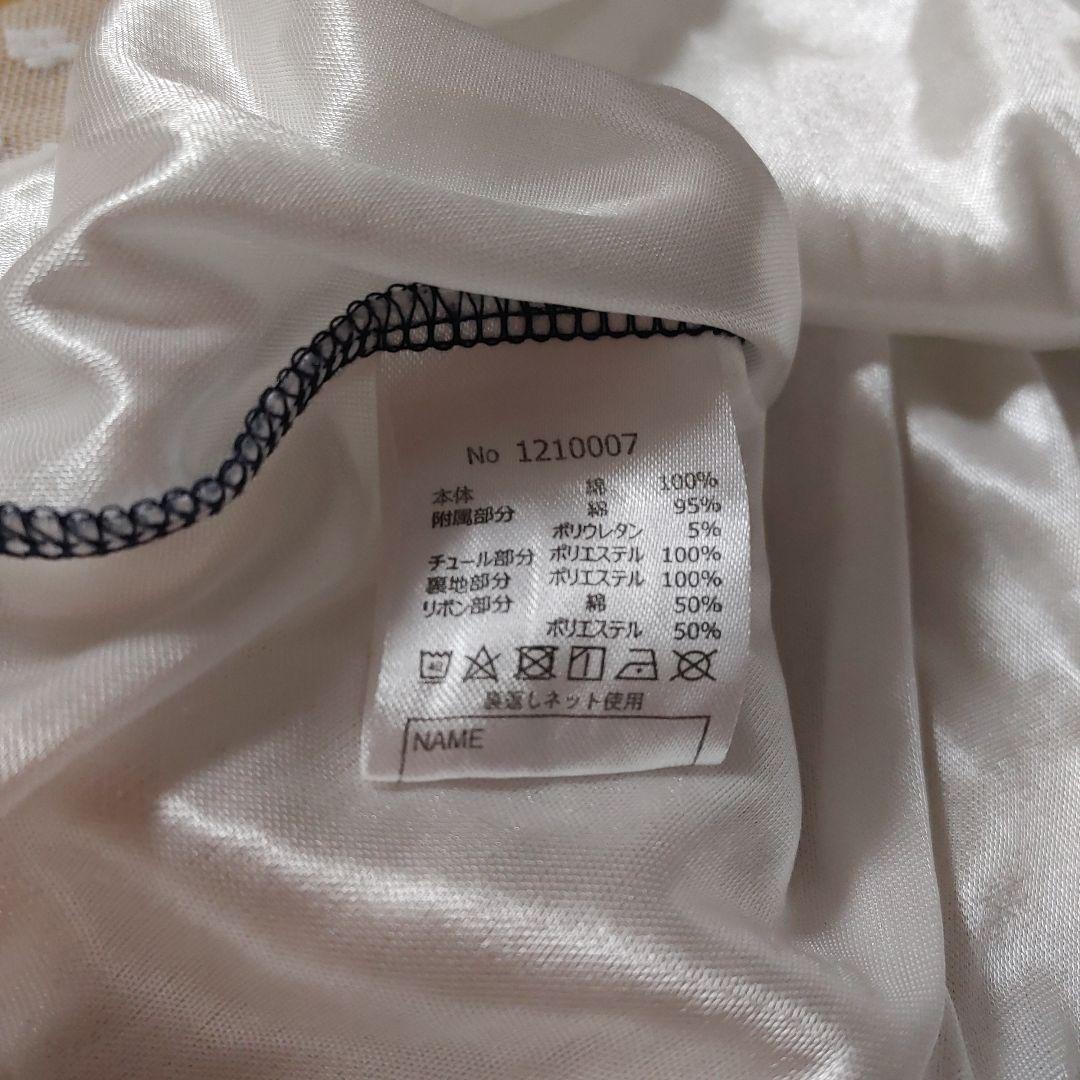 No 1210007
本体 綿 100%
附属部分 綿 95%
ポリウレタン 5%
チュール部分 ポリエステル 100%
裏地部分 ポリエステル 100%
リボン部分 綿 50%
ポリエステル 50%
40
裏返しネット使用
NAME